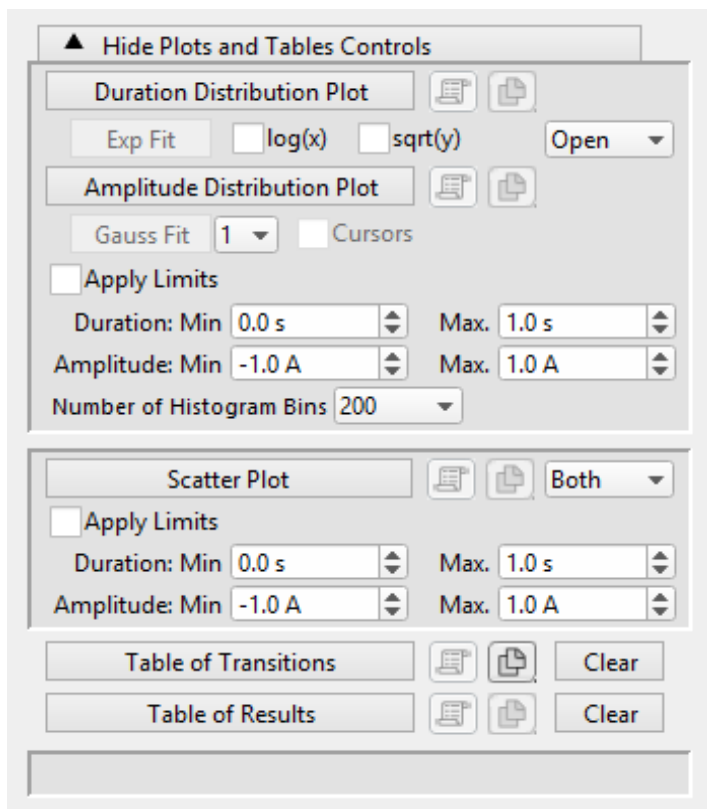 ▲ Hide Plots and Tables Controls
Duration Distribution Plot
Exp Fit log(x) sqrt(y) Open
Amplitude Distribution Plot
Gauss Fit 1 Cursors
Apply Limits
Duration: Min 0.0 s Max. 1.0 s
Amplitude: Min -1.0 A Max. 1.0 A
Number of Histogram Bins 200
Scatter Plot Both
Apply Limits
Duration: Min 0.0 s Max. 1.0 s
Amplitude: Min -1.0 A Max. 1.0 A
Table of Transitions Clear
Table of Results Clear